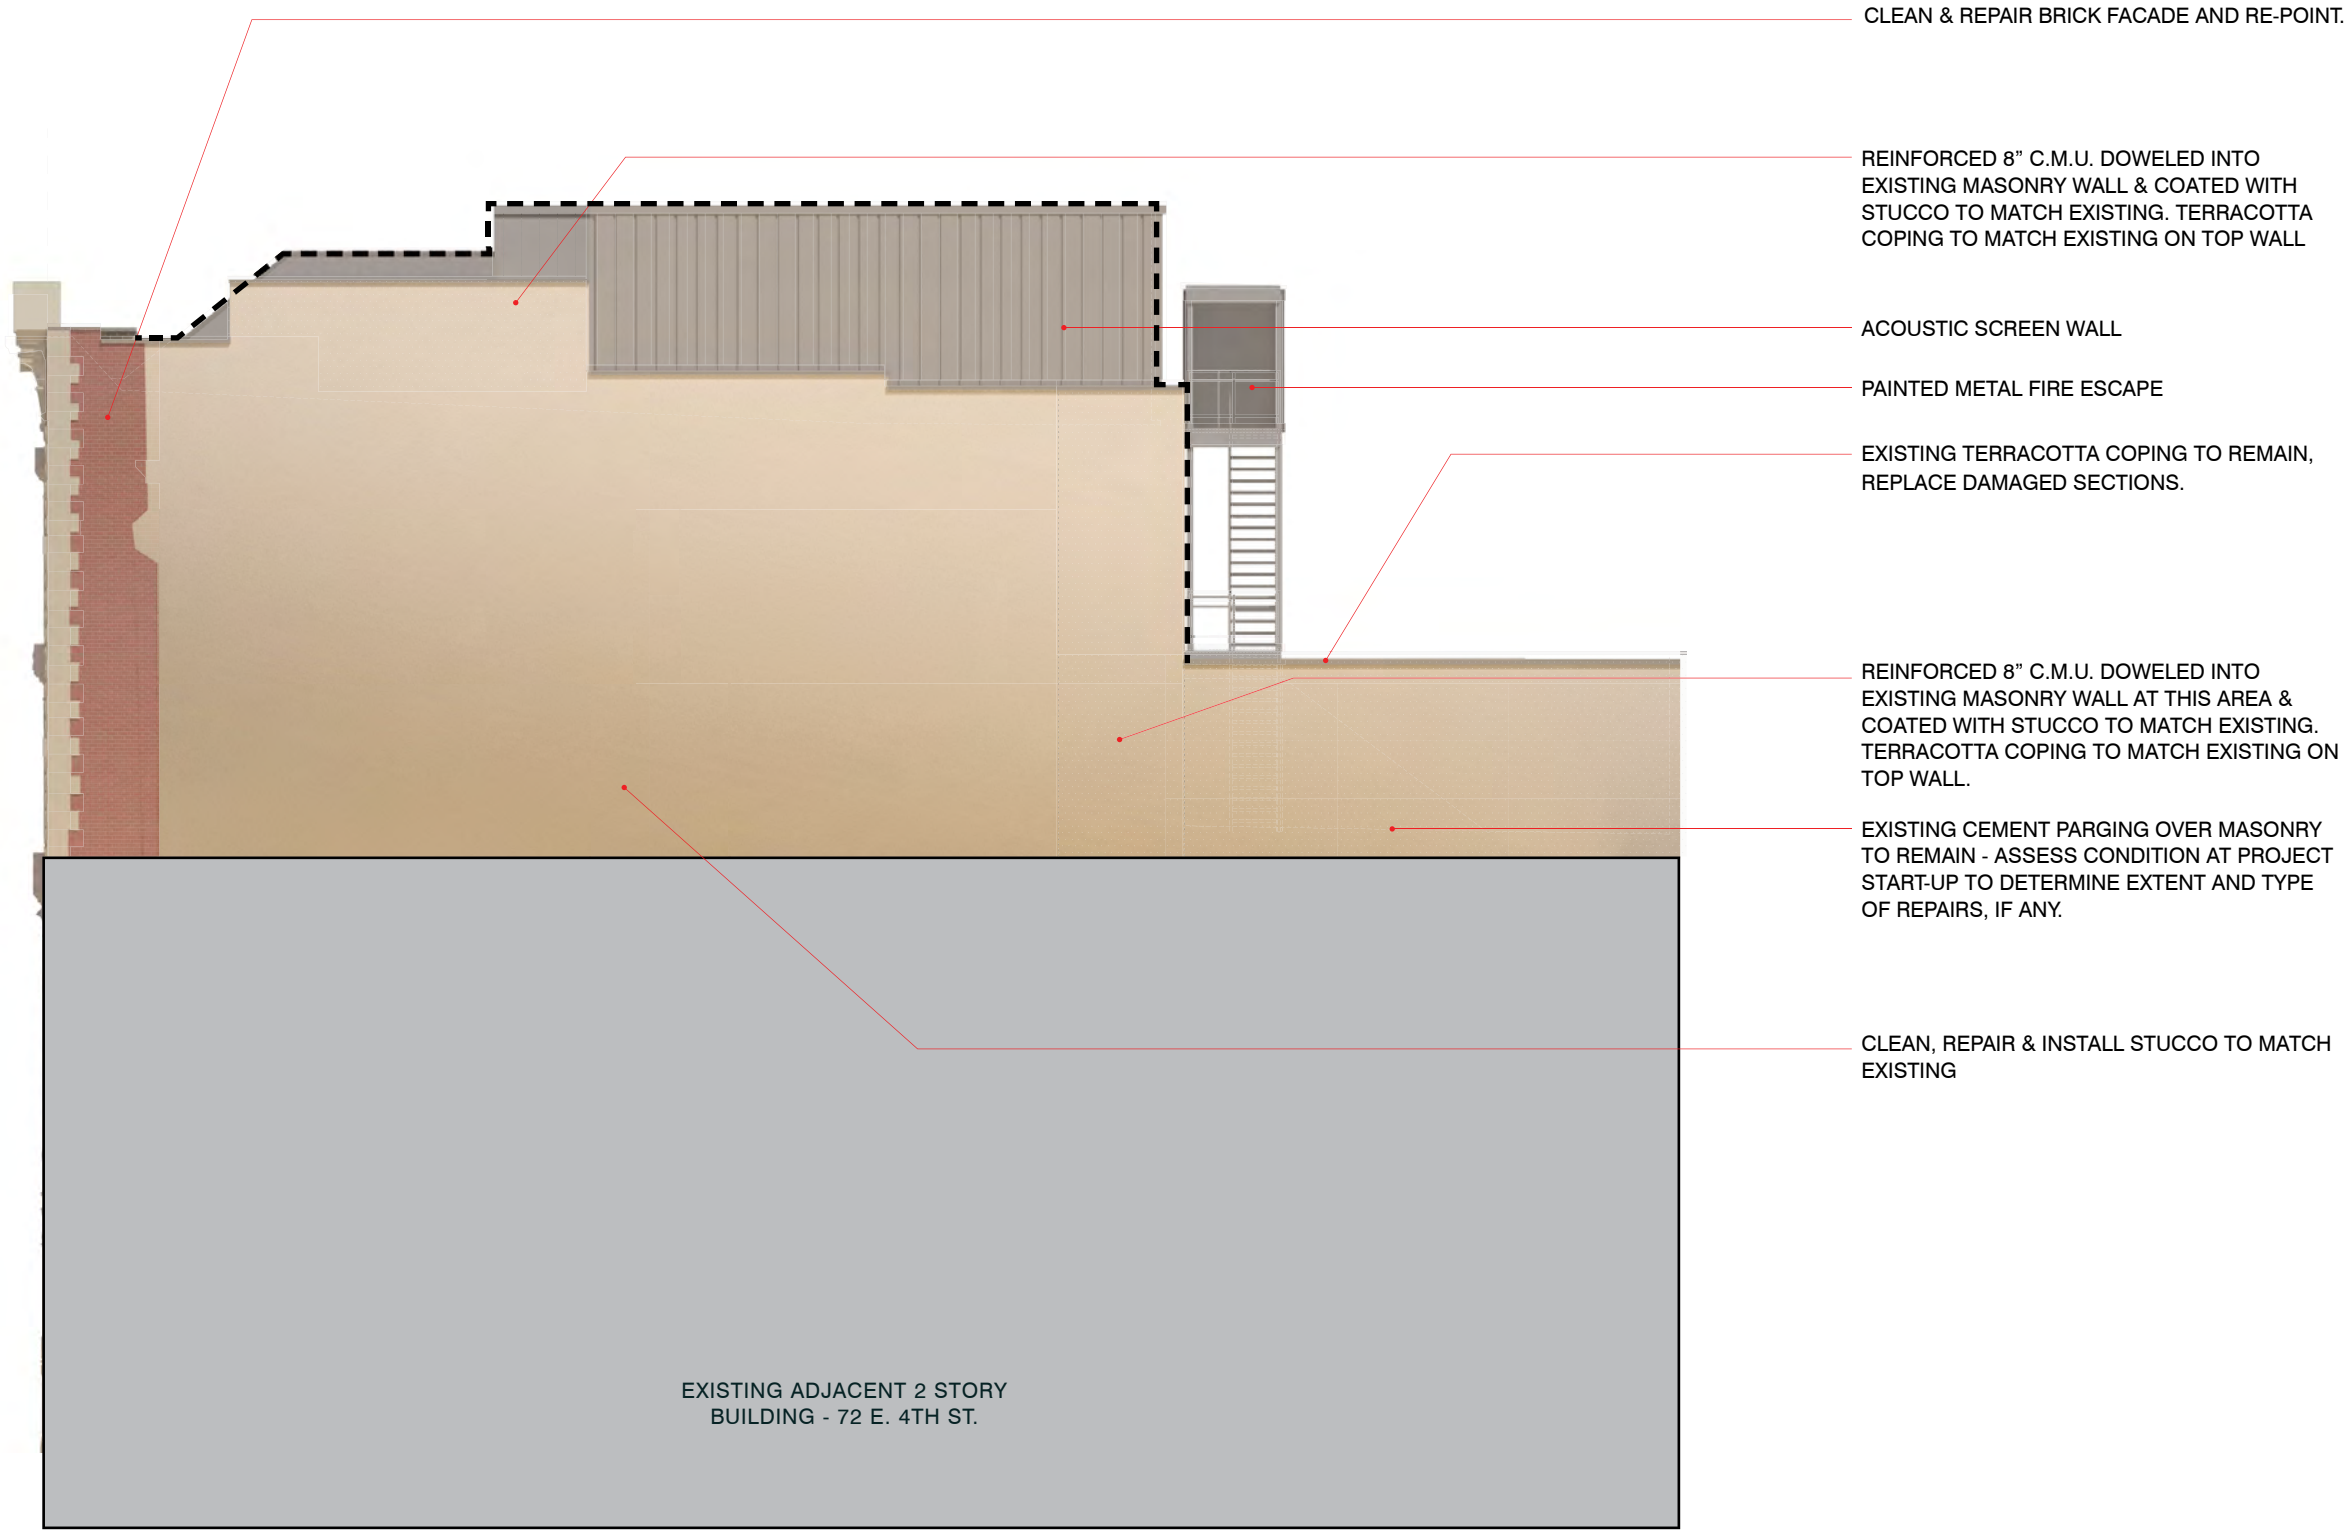 CLEAN & REPAIR BRICK FACADE AND RE-POINT.
REINFORCED 8” C.M.U. DOWELED INTO
EXISTING MASONRY WALL & COATED WITH
STUCCO TO MATCH EXISTING. TERRACOTTA
COPING TO MATCH EXISTING ON TOP WALL
ACOUSTIC SCREEN WALL
PAINTED METAL FIRE ESCAPE
EXISTING TERRACOTTA COPING TO REMAIN,
REPLACE DAMAGED SECTIONS.
REINFORCED 8” C.M.U. DOWELED INTO
EXISTING MASONRY WALL AT THIS AREA &
COATED WITH STUCCO TO MATCH EXISTING.
TERRACOTTA COPING TO MATCH EXISTING ON
TOP WALL.
EXISTING CEMENT PARGING OVER MASONRY
TO REMAIN - ASSESS CONDITION AT PROJECT
START-UP TO DETERMINE EXTENT AND TYPE
OF REPAIRS, IF ANY.
CLEAN, REPAIR & INSTALL STUCCO TO MATCH
EXISTING
EXISTING ADJACENT 2 STORY
BUILDING - 72 E. 4TH ST.